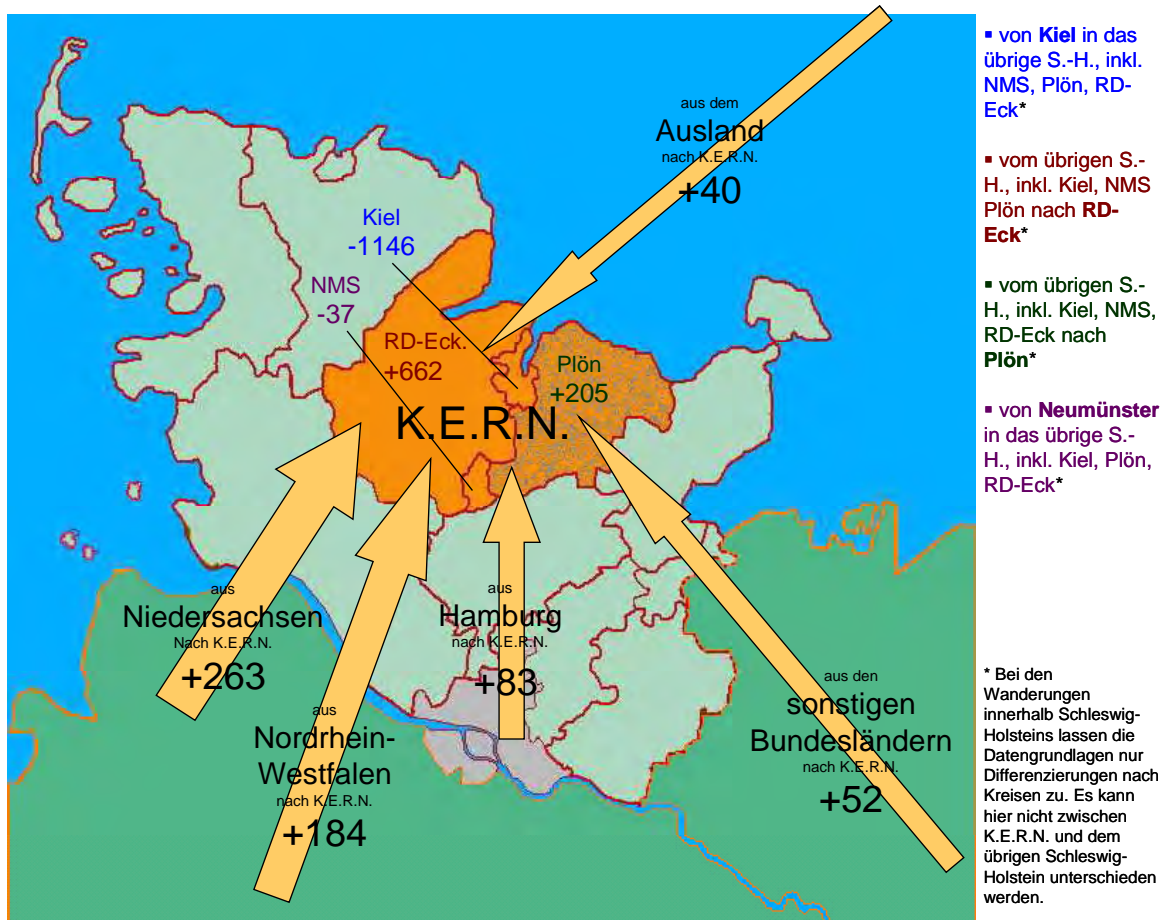 aus dem
Ausland
nach K.E.R.N.
+40
Kiel
-1146
NMS
-37
RD-Eck.
+662
Plön
+205
K.E.R.N.
aus
Niedersachsen
Nach K.E.R.N.
+263
aus
Nordrhein-
Westfalen
nach K.E.R.N.
+184
aus
Hamburg
nach K.E.R.N.
+83
aus den
sonstigen
Bundesländern
nach K.E.R.N.
+52
▪ von Kiel in das
übrige S.-H., inkl.
NMS, Plön, RD-
Eck*
▪ vom übrigen S.-
H., inkl. Kiel, NMS
Plön nach RD-
Eck*
▪ vom übrigen S.-
H., inkl. Kiel, NMS,
RD-Eck nach
Plön*
▪ von Neumünster
in das übrige S.-
H., inkl. Kiel, Plön,
RD-Eck*
* Bei den
Wanderungen
innerhalb Schleswig-
Holsteins lassen die
Datengrundlagen nur
Differenzierungen nach
Kreisen zu. Es kann
hier nicht zwischen
K.E.R.N. und dem
übrigen Schleswig-
Holstein unterschieden
werden.